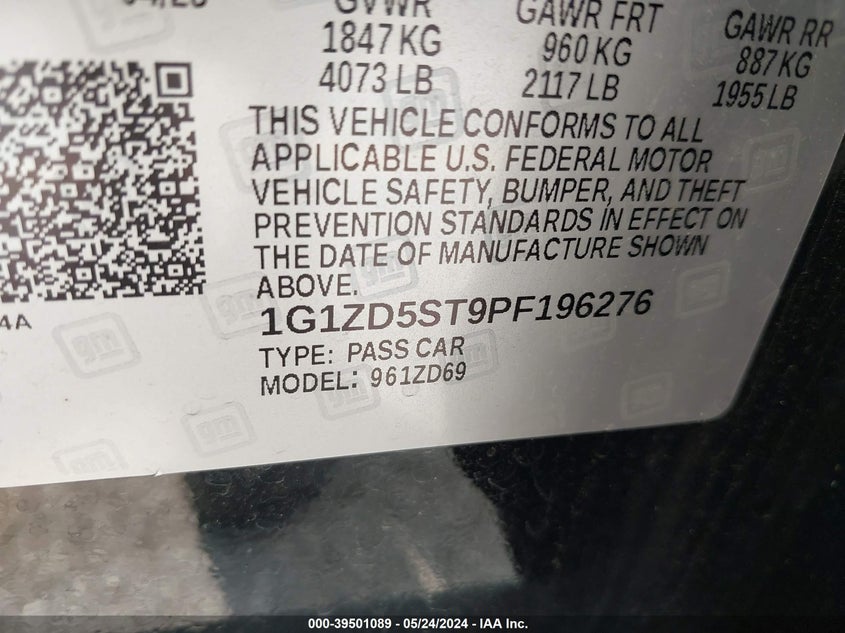 GVWR GAWR FRT GAWR RR
1847 KG 960 KG 887 KG
4073 LB 2117 LB 1955 LB
THIS VEHICLE CONFORMS TO ALL
APPLICABLE U.S. FEDERAL MOTOR
VEHICLE SAFETY, BUMPER, AND THEFT
PREVENTION STANDARDS IN EFFECT ON
THE DATE OF MANUFACTURE SHOWN
ABOVE.
1G1ZD5ST9PF196276
4A
TYPE: PASS CAR
MODEL: 961ZD69
gm
000-39501089 - 05/24/2024 - IAA Inc.